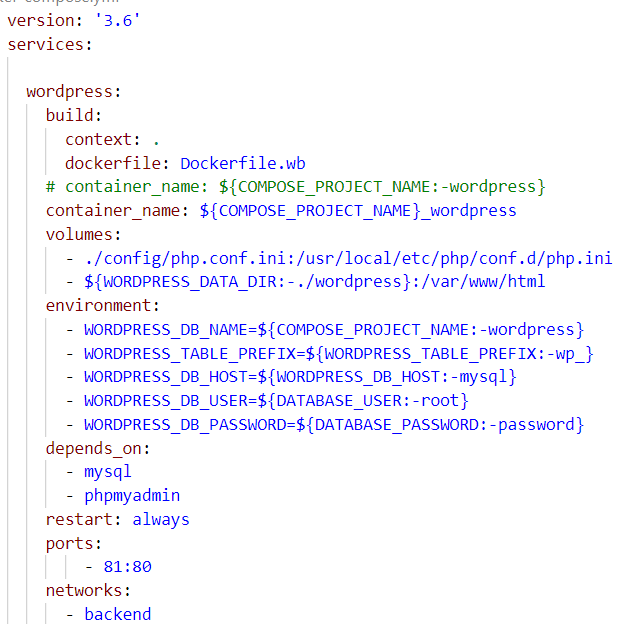 version: '3.6'
services:
wordpress:
build:
context: .
dockerfile: Dockerfile.wb
# container_name: ${COMPOSE_PROJECT_NAME:-wordpress}
container_name: ${COMPOSE_PROJECT_NAME}_wordpress
volumes:
- ./config/php.conf.ini:/usr/local/etc/php/conf.d/php.ini
- ${WORDPRESS_DATA_DIR:-./wordpress}:/var/www/html
environment:
- WORDPRESS_DB_NAME=${COMPOSE_PROJECT_NAME:-wordpress}
- WORDPRESS_TABLE_PREFIX=${WORDPRESS_TABLE_PREFIX:-wp_}
- WORDPRESS_DB_HOST=${WORDPRESS_DB_HOST:-mysql}
- WORDPRESS_DB_USER=${DATABASE_USER:-root}
- WORDPRESS_DB_PASSWORD=${DATABASE_PASSWORD:-password}
depends_on:
- mysql
- phpmyadmin
restart: always
ports:
- 81:80
networks:
- backend